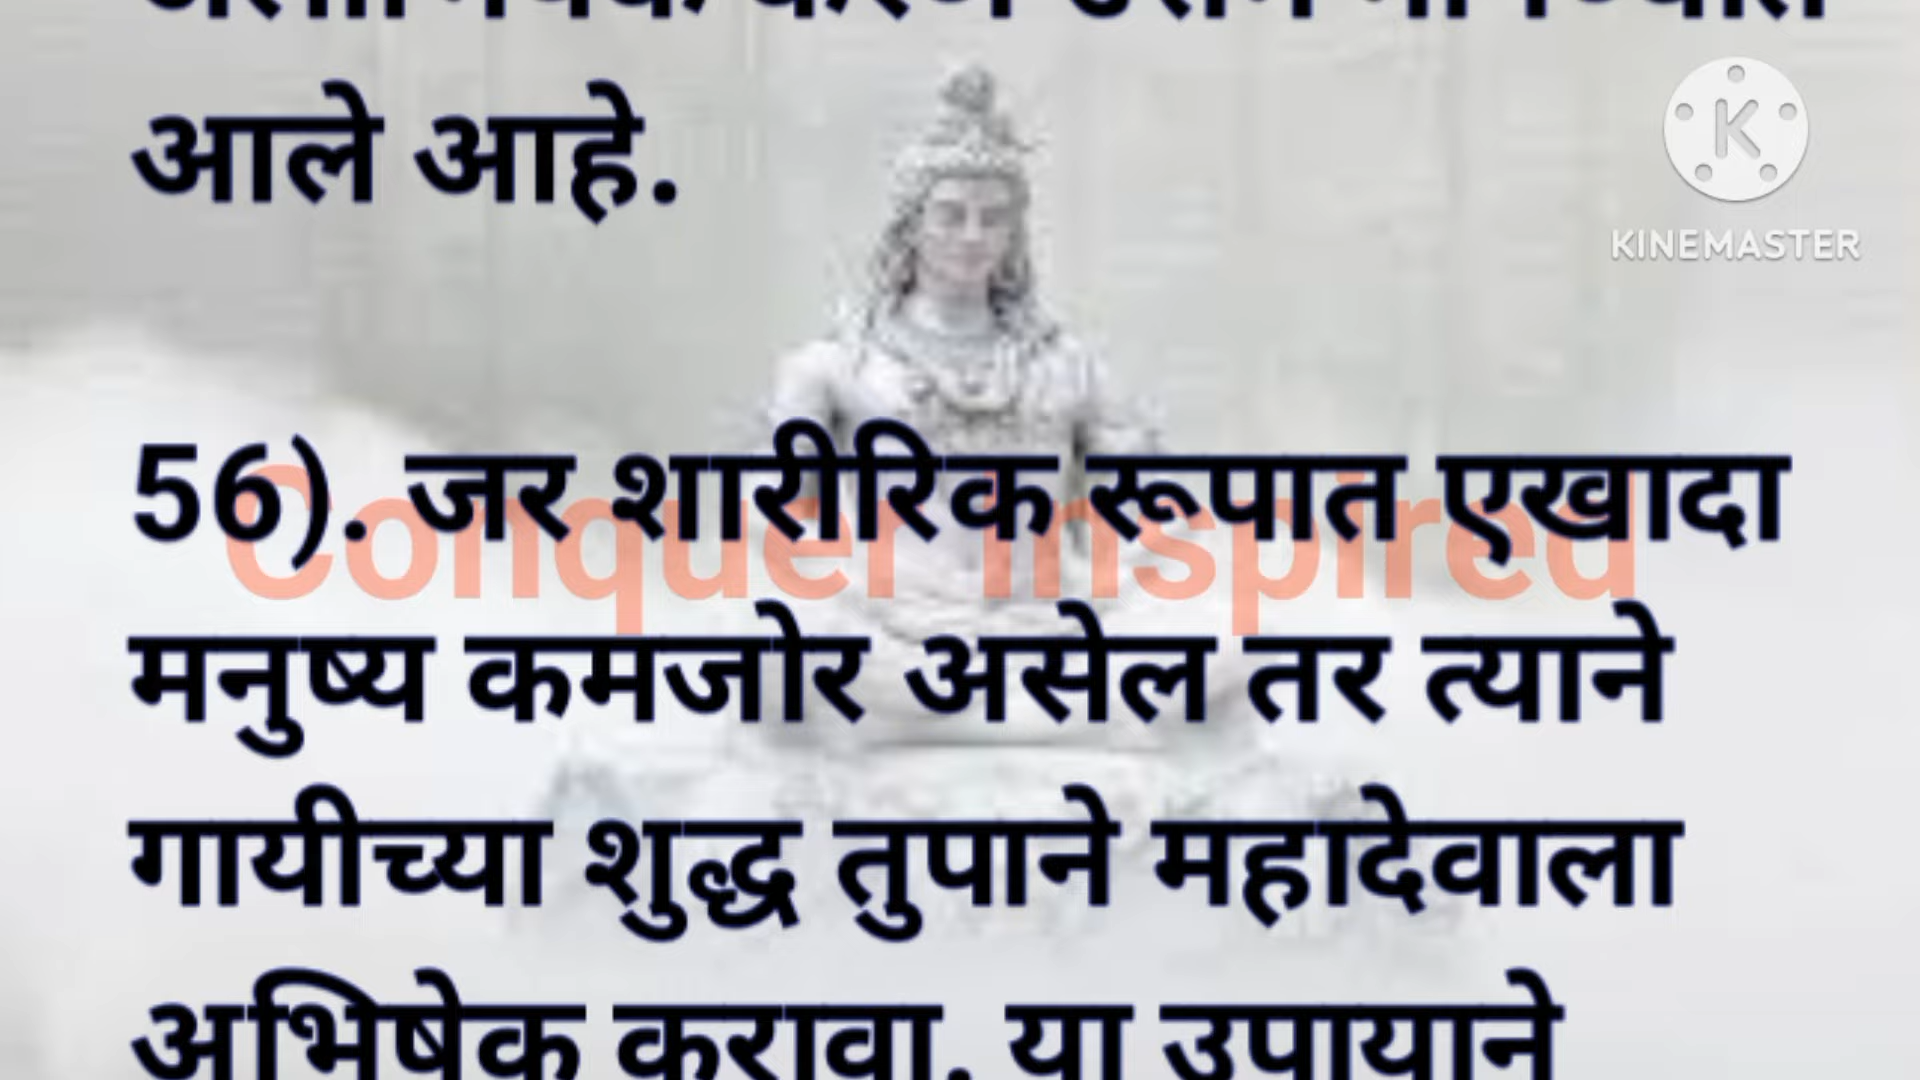 आले आहे.
K
KINEMASTER
56). जर शारीरिक रूपात एखादा
Conquer Inspired
मनुष्य कमजोर असेल तर त्याने
गायीच्या शुद्ध तुपाने महादेवाला
अभिषेक करावा. या उपायाने